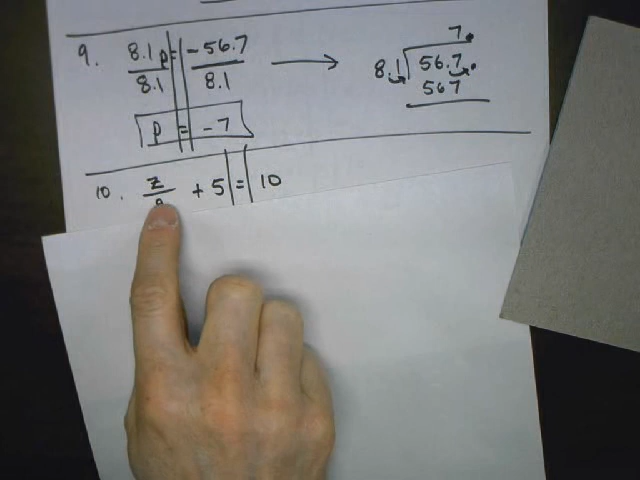 9. 8.1p = -56.7 → 7.
8.1 8.1 8.1 56.7.
567
p = -7
10. z + 5 = 10